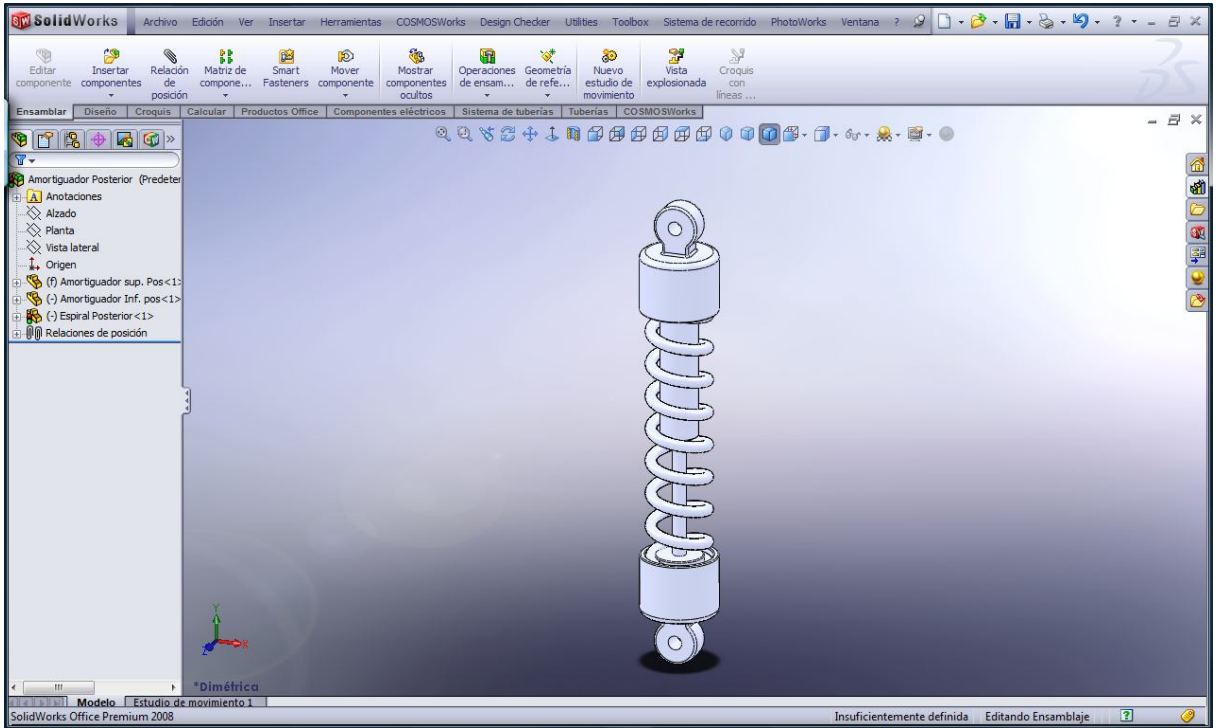 SolidWorks Archivo Edición Ver Insertar Herramientas COSMOSWorks Design Checker Utilities Toolbox Sistema de recorrido PhotoWorks Ventana ?
Editar componente
Insertar componentes
Relación de posición
Matriz de compone...
Smart Fasteners
Mover componente
Mostrar componentes ocultos
Operaciones de ensam...
Geometría de refe...
Nuevo estudio de movimiento
Vista explosionada
Croquis con líneas ...
Ensamblar Diseño Croquis Calcular Productos Office Componentes eléctricos Sistema de tuberías Tuberías COSMOSWorks
Amortiguador Posterior (Predeter
Anotaciones
Alzado
Planta
Vista lateral
Origen
(f) Amortiguador sup. Pos<1>
(-) Amortiguador Inf. pos<1>
(-) Espiral Posterior<1>
Relaciones de posición
Y
X
Z
*Dimétrica
Modelo Estudio de movimiento 1
SolidWorks Office Premium 2008 Insuficientemente definida Editando Ensamblaje